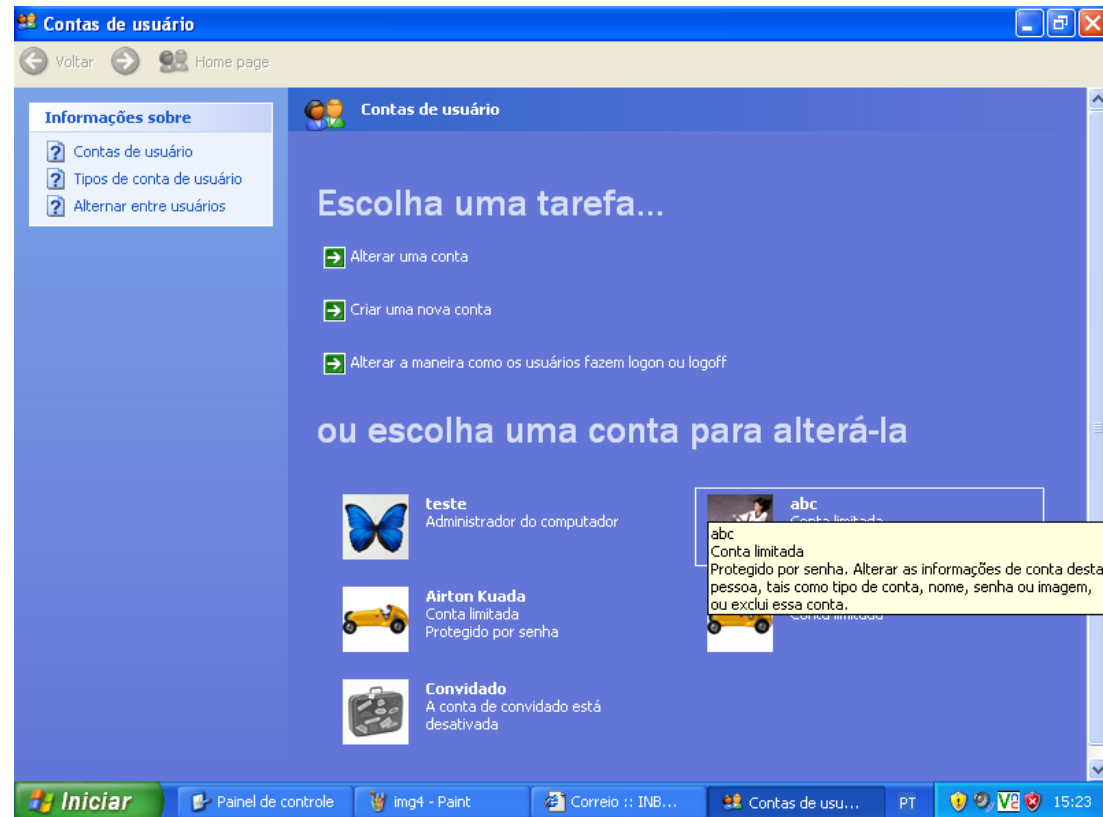 Contas de usuário
Voltar
Home page
Informações sobre
Contas de usuário
Tipos de conta de usuário
Alternar entre usuários
Contas de usuário
Escolha uma tarefa...
Alterar uma conta
Criar uma nova conta
Alterar a maneira como os usuários fazem logon ou logoff
ou escolha uma conta para alterá-la
teste
Administrador do computador
abc
Conta limitada
abc
Conta limitada
Protegido por senha. Alterar as informações de conta desta
pessoa, tais como tipo de conta, nome, senha ou imagem,
ou exclui essa conta.
Airton Kuada
Conta limitada
Protegido por senha
Conta limitada
Convidado
A conta de convidado está
desativada
Iniciar
Painel de controle
img4 - Paint
Correio :: INB...
Contas de usu...
PT
V2
15:23